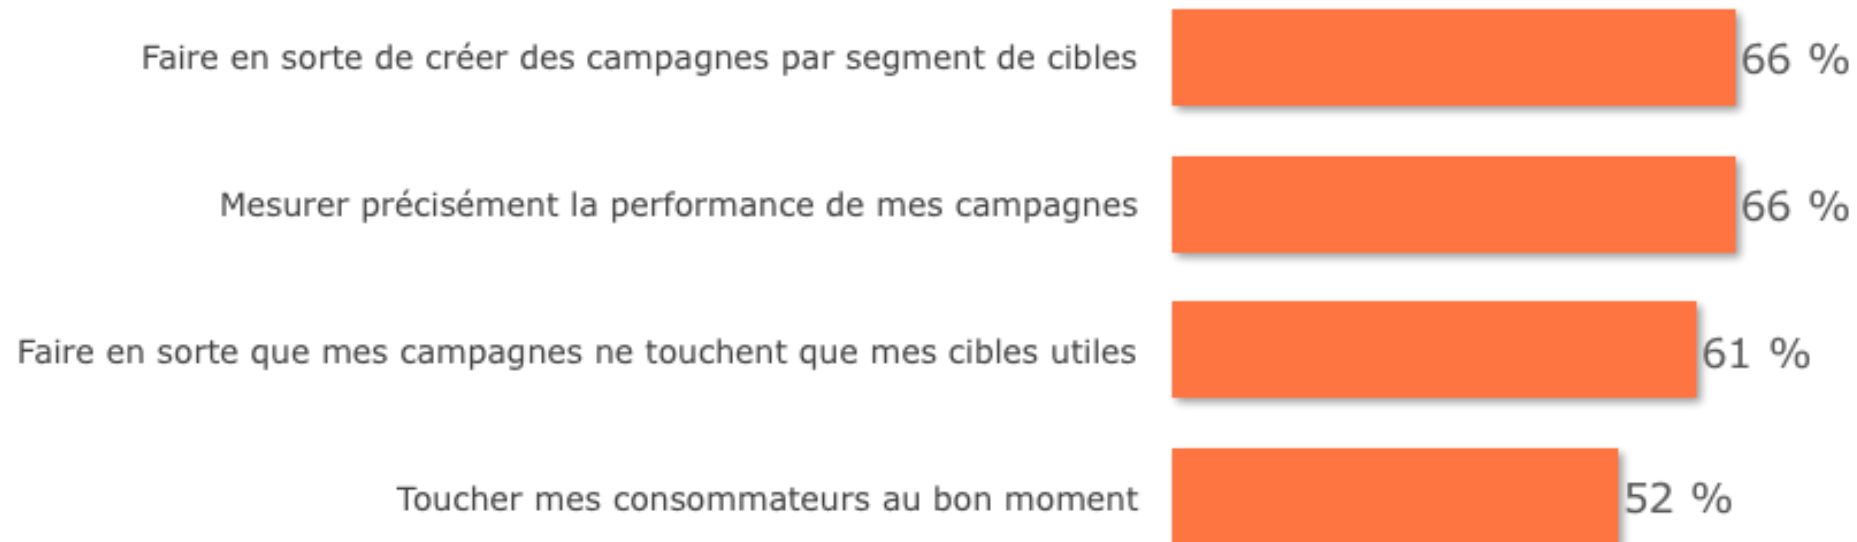 Faire en sorte de créer des campagnes par segment de cibles 66 %
Mesurer précisément la performance de mes campagnes 66 %
Faire en sorte que mes campagnes ne touchent que mes cibles utiles 61 %
Toucher mes consommateurs au bon moment 52 %